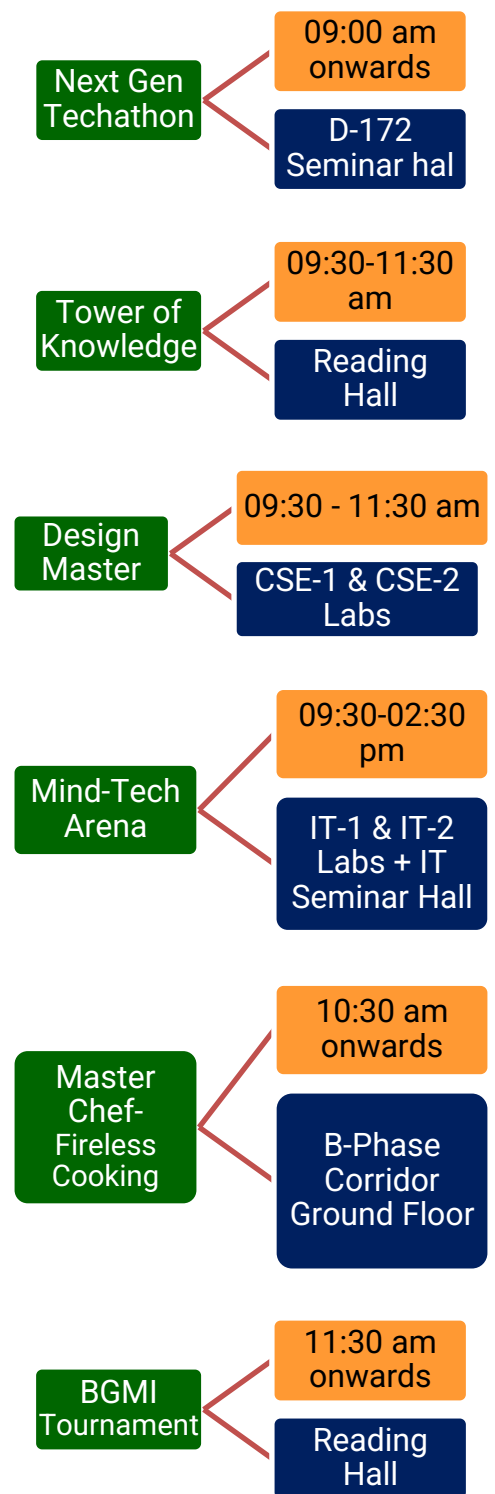 Next Gen
Techathon
09:00 am
onwards
D-172
Seminar hal
Tower of
Knowledge
09:30-11:30
am
Reading
Hall
Design
Master
09:30 - 11:30 am
CSE-1 & CSE-2
Labs
Mind-Tech
Arena
09:30-02:30
pm
IT-1 & IT-2
Labs + IT
Seminar Hall
Master
Chef-
Fireless
Cooking
10:30 am
onwards
B-Phase
Corridor
Ground Floor
BGMI
Tournament
11:30 am
onwards
Reading
Hall